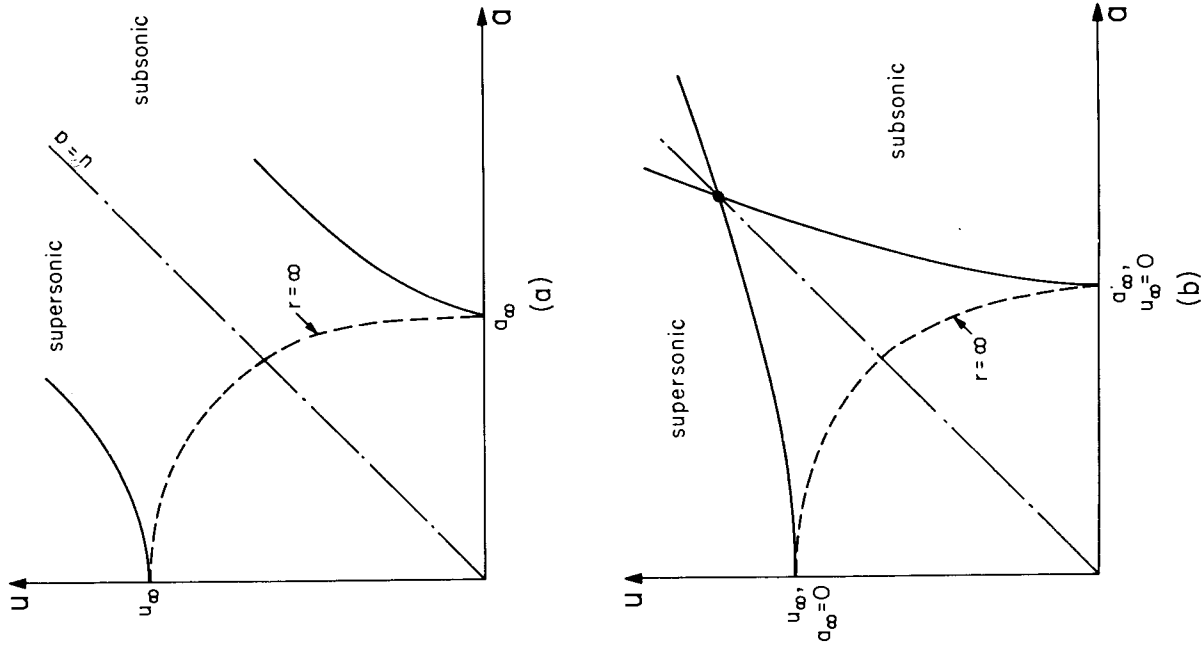 u
a
supersonic
subsonic
u=a
r=∞
u∞
a∞
(a)
u
a
supersonic
subsonic
r=∞
u∞,
a∞=0
a∞,
u∞=0
(b)